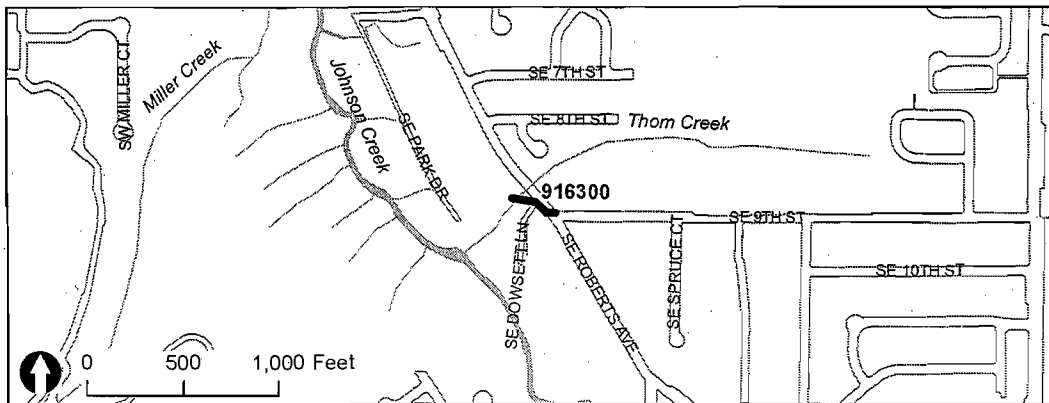 SW MILLER CT
Miller Creek
Johnson Creek
SE PARK DR
SE 7TH ST
SE 8TH ST
Thom Creek
916300
SE 9TH ST
SE DOWSETT LN
SE ROBERTS AVE
SE SPRUCE CT
SE 10TH ST
0 500 1,000 Feet